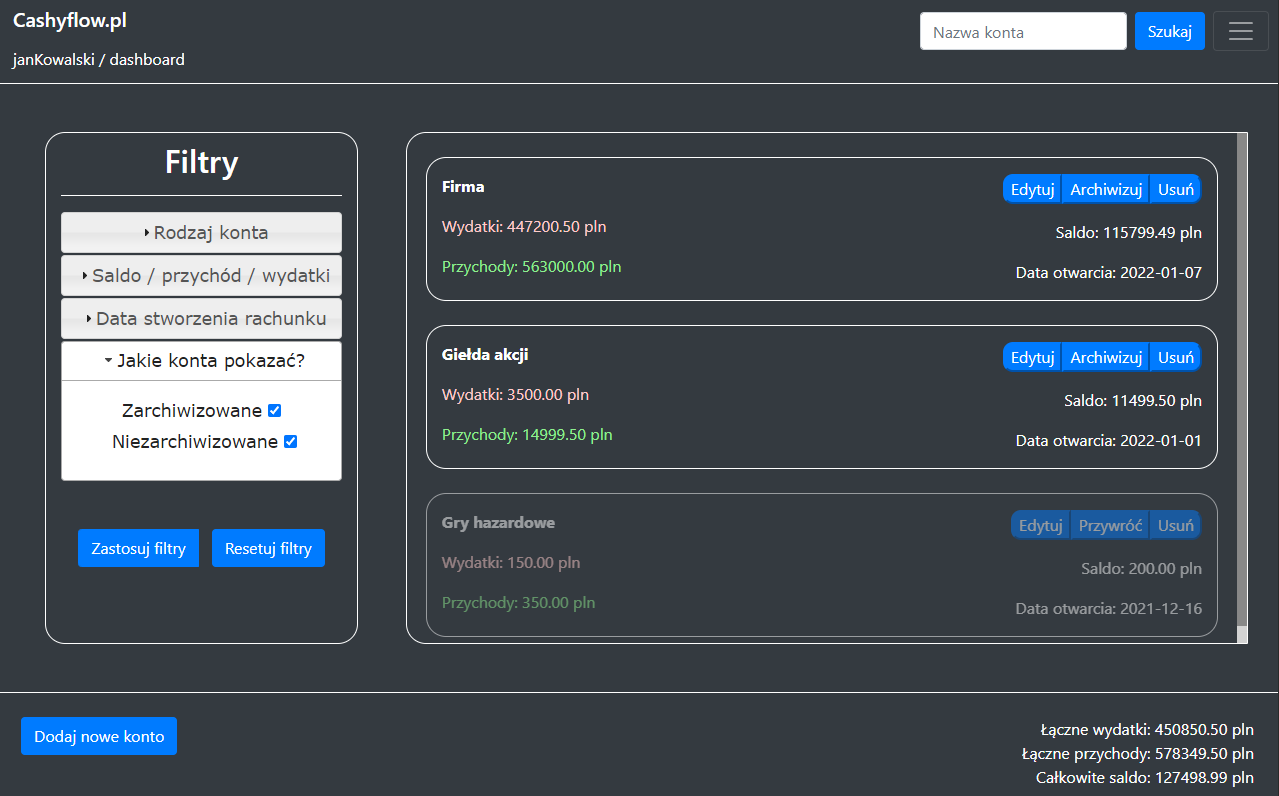 Cashyflow.pl
janKowalski / dashboard
Nazwa konta
Szukaj
Filtry
Rodzaj konta
Saldo / przychód / wydatki
Data stworzenia rachunku
Jakie konta pokazać?
Zarchiwizowane
Niezarchiwizowane
Zastosuj filtry Resetuj filtry
Firma
Edytuj Archiwizuj Usuń
Wydatki: 447200.50 pln
Saldo: 115799.49 pln
Przychody: 563000.00 pln
Data otwarcia: 2022-01-07
Giełda akcji
Edytuj Archiwizuj Usuń
Wydatki: 3500.00 pln
Saldo: 11499.50 pln
Przychody: 14999.50 pln
Data otwarcia: 2022-01-01
Gry hazardowe
Edytuj Przywróć Usuń
Wydatki: 150.00 pln
Saldo: 200.00 pln
Przychody: 350.00 pln
Data otwarcia: 2021-12-16
Dodaj nowe konto
Łączne wydatki: 450850.50 pln
Łączne przychody: 578349.50 pln
Całkowite saldo: 127498.99 pln